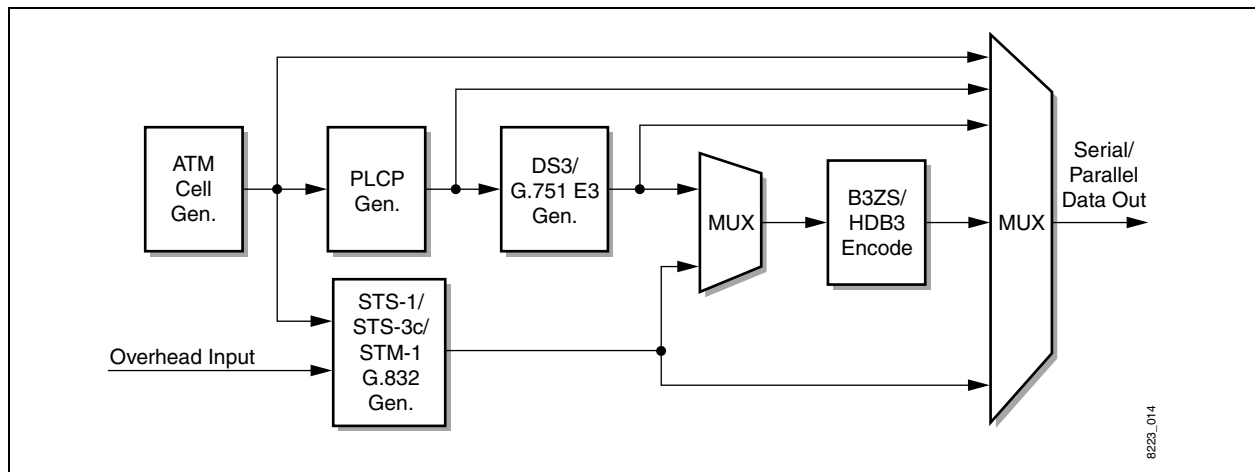 ATM
Cell
Gen.
PLCP
Gen.
DS3/
G.751 E3
Gen.
MUX
B3ZS/
HDB3
Encode
MUX
Serial/
Parallel
Data Out
STS-1/
STS-3c/
STM-1
G.832
Gen.
Overhead Input
8223_014